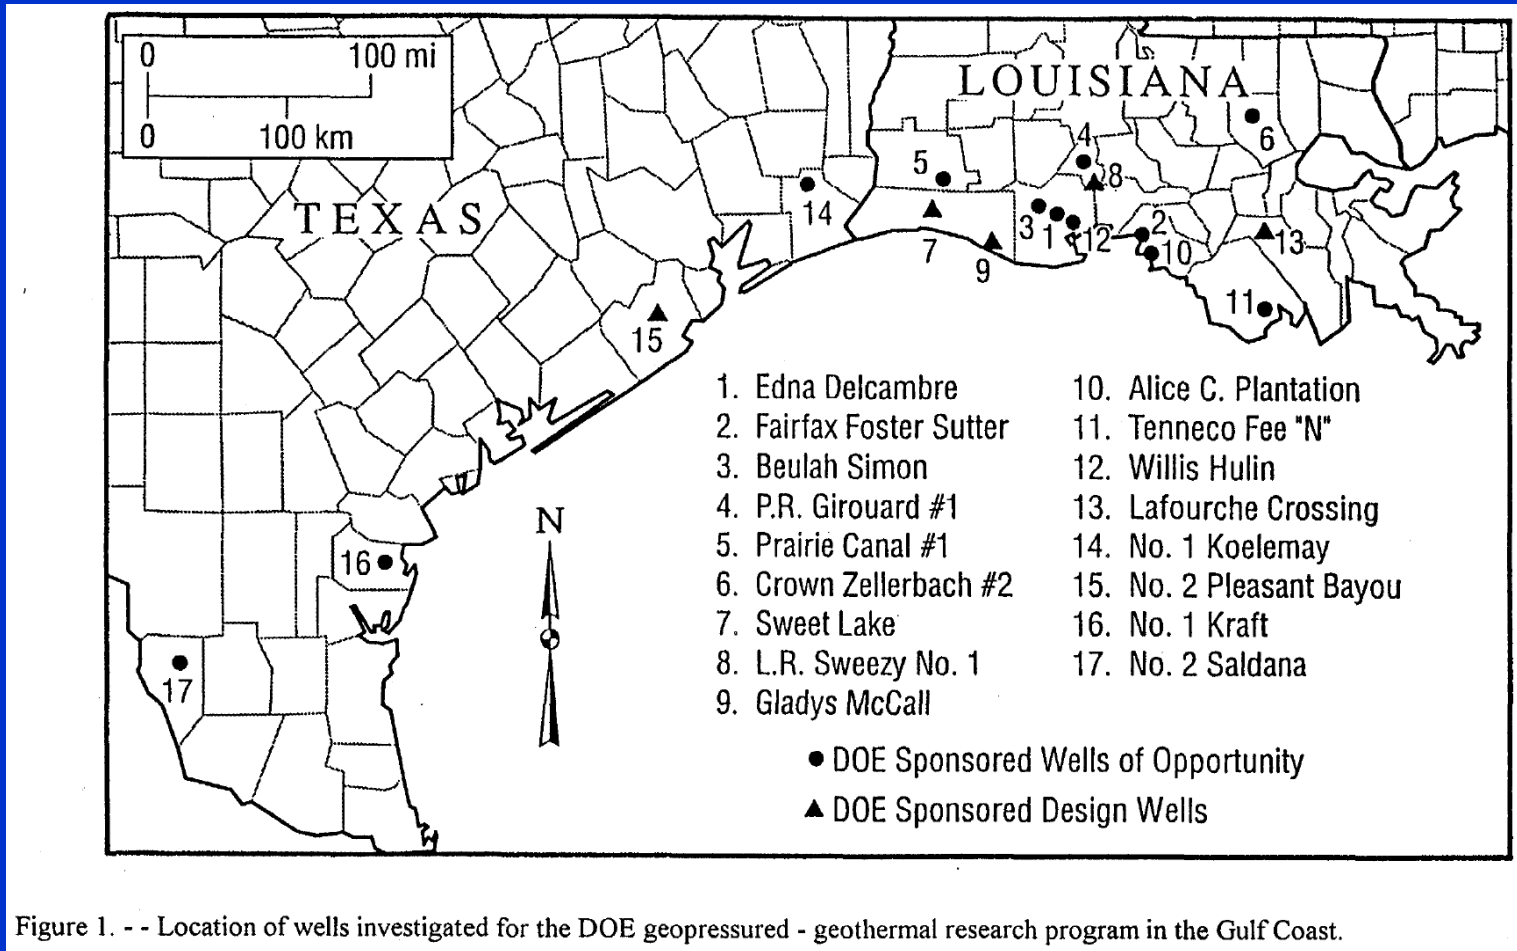 0 100 mi
0 100 km
LOUISIANA
TEXAS
6
4
5
8
14
3
1
12
2
10
13
7
9
11
15
16
17
N
1. Edna Delcambre
2. Fairfax Foster Sutter
3. Beulah Simon
4. P.R. Girouard #1
5. Prairie Canal #1
6. Crown Zellerbach #2
7. Sweet Lake
8. L.R. Sweezy No. 1
9. Gladys McCall
10. Alice C. Plantation
11. Tenneco Fee "N"
12. Willis Hulin
13. Lafourche Crossing
14. No. 1 Koelemay
15. No. 2 Pleasant Bayou
16. No. 1 Kraft
17. No. 2 Saldana
DOE Sponsored Wells of Opportunity
DOE Sponsored Design Wells
Figure 1. - - Location of wells investigated for the DOE geopressured - geothermal research program in the Gulf Coast.